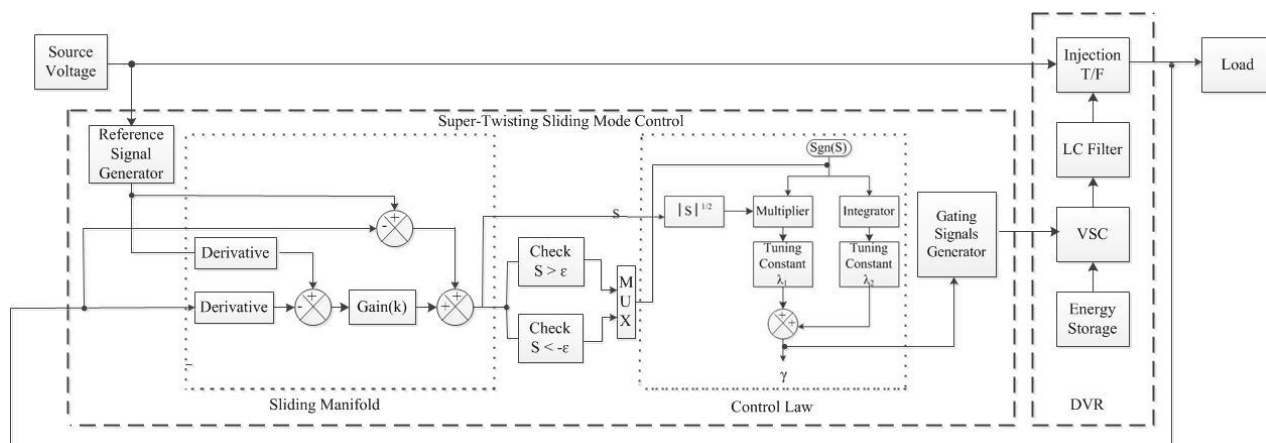 Source
Voltage
Injection
T/F
Load
Super-Twisting Sliding Mode Control
Reference
Signal
Generator
Sgn(S)
LC Filter
+
-
S
|S| 1/2
Multiplier
Integrator
Gating
Signals
Generator
VSC
Derivative
Check
S > ε
Tuning
Constant
λ1
Tuning
Constant
λ2
M
U
X
Derivative
+
-
Gain(k)
+
+
Check
S < -ε
+
+
Energy
Storage
γ
Sliding Manifold
Control Law
DVR